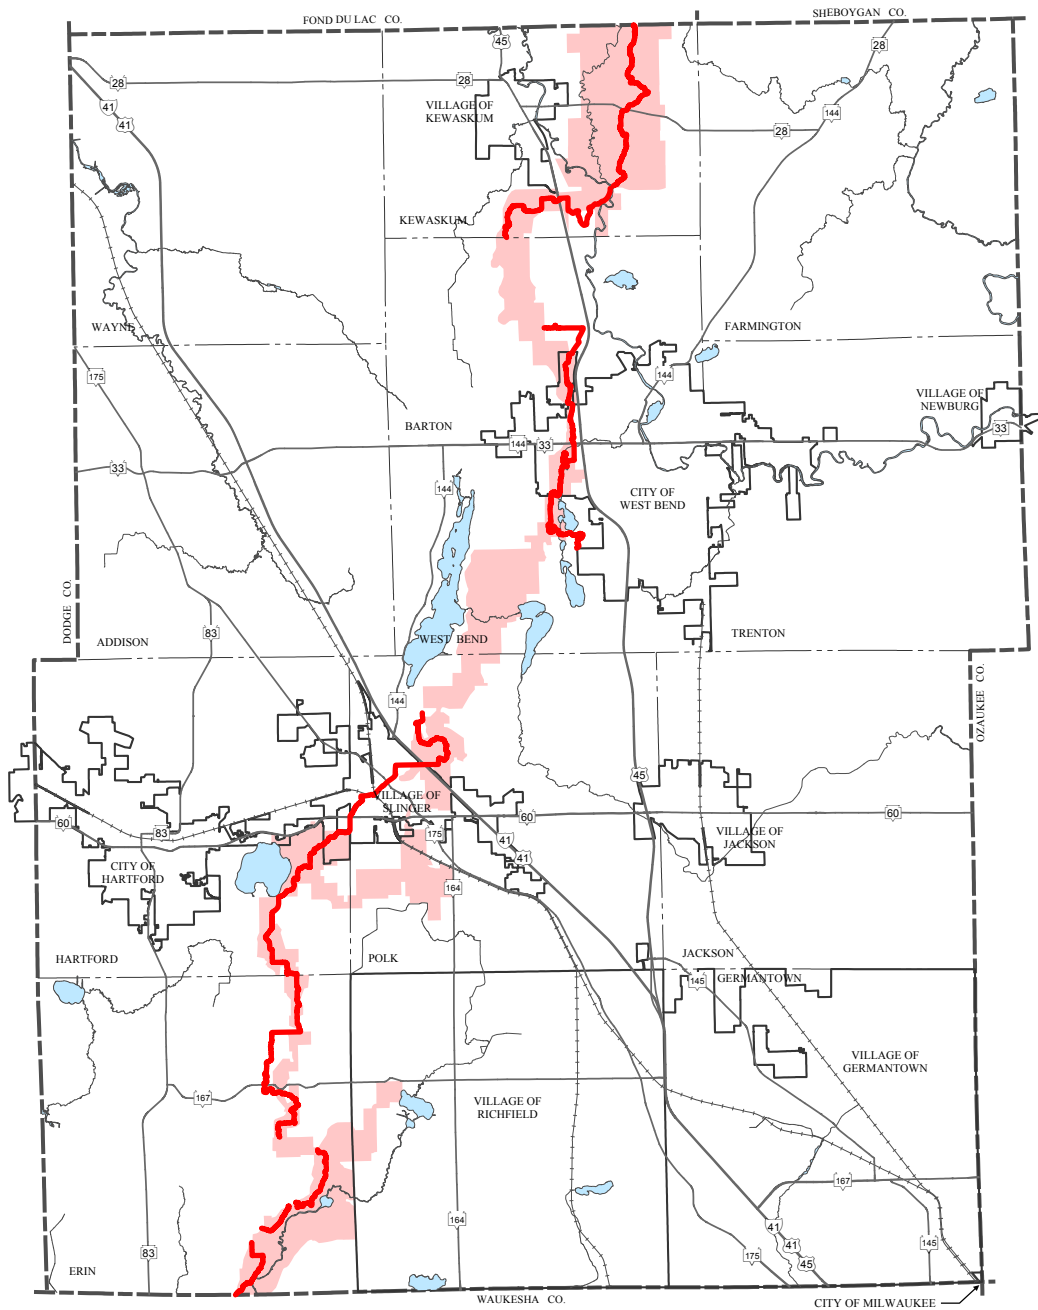 FOND DU LAC CO.
SHEBOYGAN CO.
45
28
28
28
41
41
VILLAGE OF
KEWASKUM
144
28
KEWASKUM
WAYNE
FARMINGTON
175
144
VILLAGE OF
NEWBURG
BARTON
33
144
33
33
144
CITY OF
WEST BEND
DODGE CO.
ADDISON
83
WEST BEND
TRENTON
OZAUKEE CO.
144
45
VILLAGE OF
SLINGER
60
83
175
60
60
41
41
VILLAGE OF
JACKSON
CITY OF
HARTFORD
164
HARTFORD
POLK
JACKSON
GERMANTOWN
145
VILLAGE OF
GERMANTOWN
167
VILLAGE OF
RICHFIELD
167
164
83
41
41
45
175
145
ERIN
WAUKESHA CO.
CITY OF MILWAUKEE